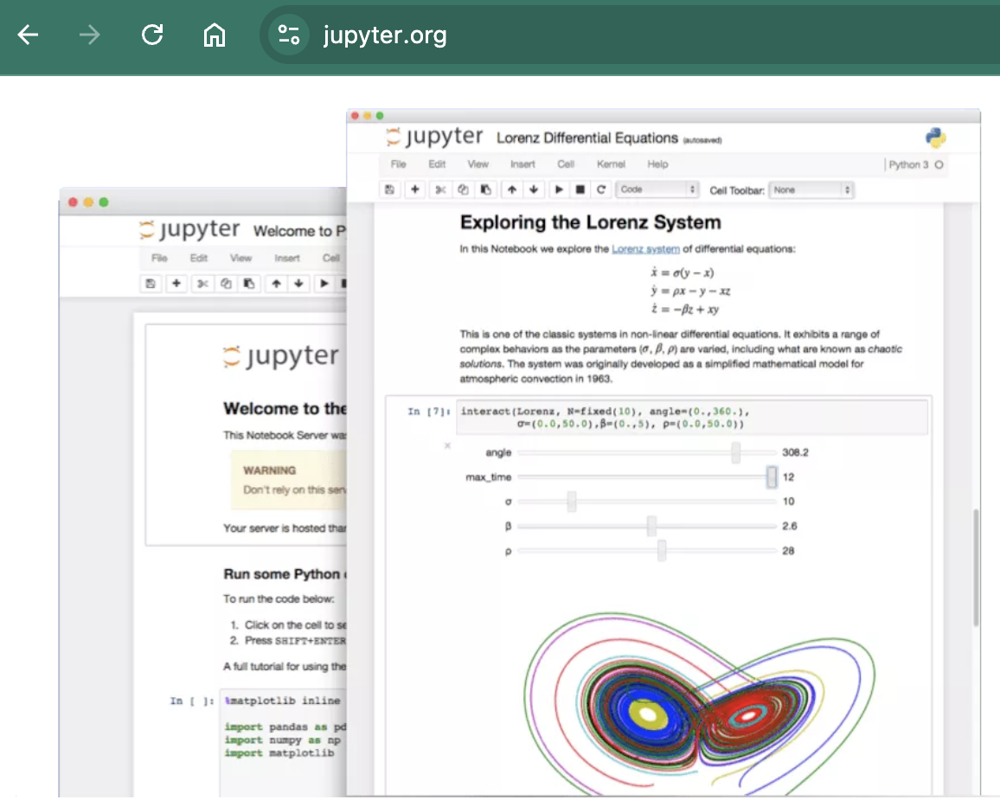 jupyter.org
jupyter Welcome to P
File Edit View Insert Cell
jupyter
Welcome to the
This Notebook Server was
WARNING
Don't rely on this serv
Your server is hosted than
Run some Python c
To run the code below:
1. Click on the cell to se
2. Press SHIFT+ENTER
A full tutorial for using the
In [ ]: %matplotlib inline
import pandas as pd
import numpy as np
import matplotlib
jupyter Lorenz Differential Equations (autosaved)
File Edit View Insert Cell Kernel Help Python 3
Code Cell Toolbar: None
Exploring the Lorenz System
In this Notebook we explore the Lorenz system of differential equations:
ẋ = σ(y − x)
ẏ = ρx − y − xz
ż = −βz + xy
This is one of the classic systems in non-linear differential equations. It exhibits a range of
complex behaviors as the parameters (σ, β, ρ) are varied, including what are known as chaotic
solutions. The system was originally developed as a simplified mathematical model for
atmospheric convection in 1963.
In [7]: interact(Lorenz, N=fixed(10), angle=(0.,360.),
σ=(0.0,50.0),β=(0.,5), ρ=(0.0,50.0))
angle 308.2
max_time 12
σ 10
β 2.6
ρ 28